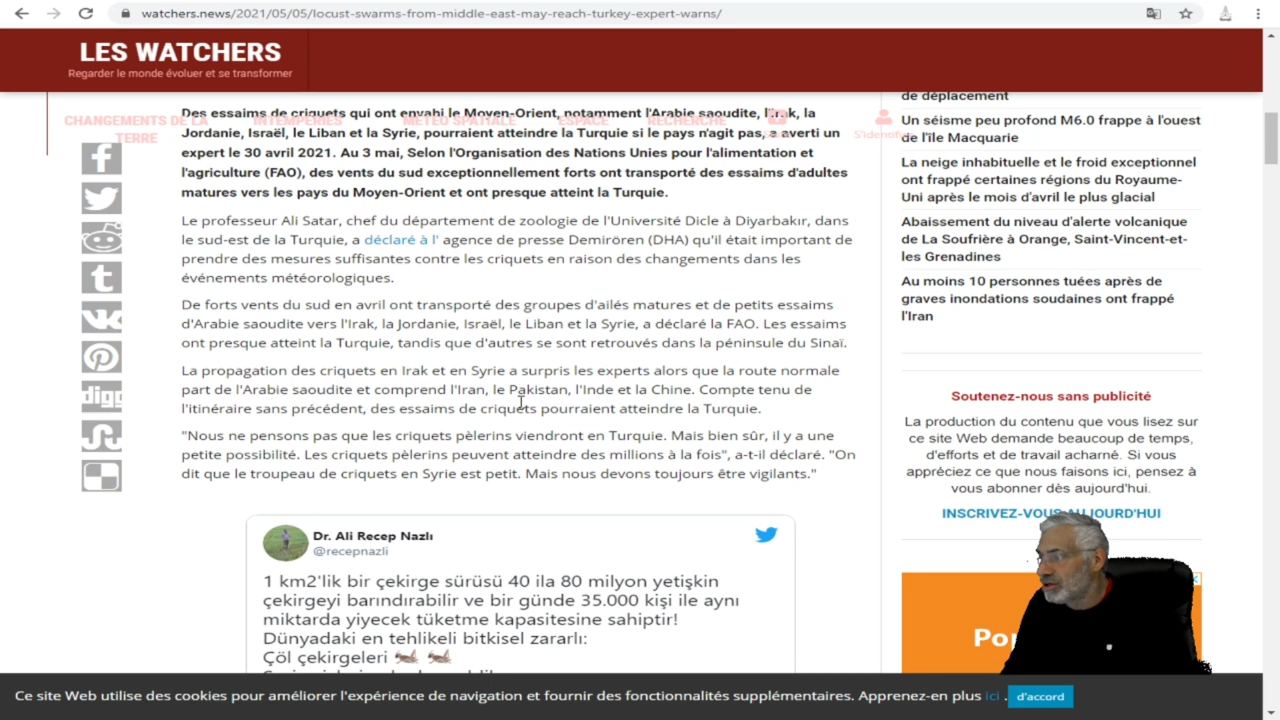 watchers.news/2021/05/05/locust-swarms-from-middle-east-may-reach-turkey-expert-warns/
LES WATCHERS
Regarder le monde évoluer et se transformer
CHANGEMENTS DE LA
TERRE
INTEMPÉRIES
MÉTÉO SPATIALE
ESPACE
RECHERCHE
Des essaims de criquets qui ont envahi le Moyen-Orient, notamment l'Arabie saoudite, l'Irak, la
Jordanie, Israël, le Liban et la Syrie, pourraient atteindre la Turquie si le pays n'agit pas, a averti un
expert le 30 avril 2021. Au 3 mai, Selon l'Organisation des Nations Unies pour l'alimentation et
l'agriculture (FAO), des vents du sud exceptionnellement forts ont transporté des essaims d'adultes
matures vers les pays du Moyen-Orient et ont presque atteint la Turquie.
Le professeur Ali Satar, chef du département de zoologie de l'Université Dicle à Diyarbakır, dans
le sud-est de la Turquie, a déclaré à l' agence de presse Demirören (DHA) qu'il était important de
prendre des mesures suffisantes contre les criquets en raison des changements dans les
événements météorologiques.
De forts vents du sud en avril ont transporté des groupes d'ailés matures et de petits essaims
d'Arabie saoudite vers l'Irak, la Jordanie, Israël, le Liban et la Syrie, a déclaré la FAO. Les essaims
ont presque atteint la Turquie, tandis que d'autres se sont retrouvés dans la péninsule du Sinaï.
La propagation des criquets en Irak et en Syrie a surpris les experts alors que la route normale
part de l'Arabie saoudite et comprend l'Iran, le Pakistan, l'Inde et la Chine. Compte tenu de
l'itinéraire sans précédent, des essaims de criquets pourraient atteindre la Turquie.
"Nous ne pensons pas que les criquets pèlerins viendront en Turquie. Mais bien sûr, il y a une
petite possibilité. Les criquets pèlerins peuvent atteindre des millions à la fois", a-t-il déclaré. "On
dit que le troupeau de criquets en Syrie est petit. Mais nous devons toujours être vigilants."
Dr. Ali Recep Nazlı
@recepnazli
1 km2'lik bir çekirge sürüsü 40 ila 80 milyon yetişkin
çekirgeyi barındırabilir ve bir günde 35.000 kişi ile aynı
miktarda yiyecek tüketme kapasitesine sahiptir!
Dünyadaki en tehlikeli bitkisel zararlı:
Çöl çekirgeleri
de déplacement
Un séisme peu profond M6.0 frappe à l'ouest
de l'île Macquarie
La neige inhabituelle et le froid exceptionnel
ont frappé certaines régions du Royaume-
Uni après le mois d'avril le plus glacial
Abaissement du niveau d'alerte volcanique
de La Soufrière à Orange, Saint-Vincent-et-
les Grenadines
Au moins 10 personnes tuées après de
graves inondations soudaines ont frappé
l'Iran
Soutenez-nous sans publicité
La production du contenu que vous lisez sur
ce site Web demande beaucoup de temps,
d'efforts et de travail acharné. Si vous
appréciez ce que nous faisons ici, pensez à
vous abonner dès aujourd'hui.
INSCRIVEZ-VOUS AUJOURD'HUI
digg
Ce site Web utilise des cookies pour améliorer l'expérience de navigation et fournir des fonctionnalités supplémentaires. Apprenez-en plus ici .
d'accord